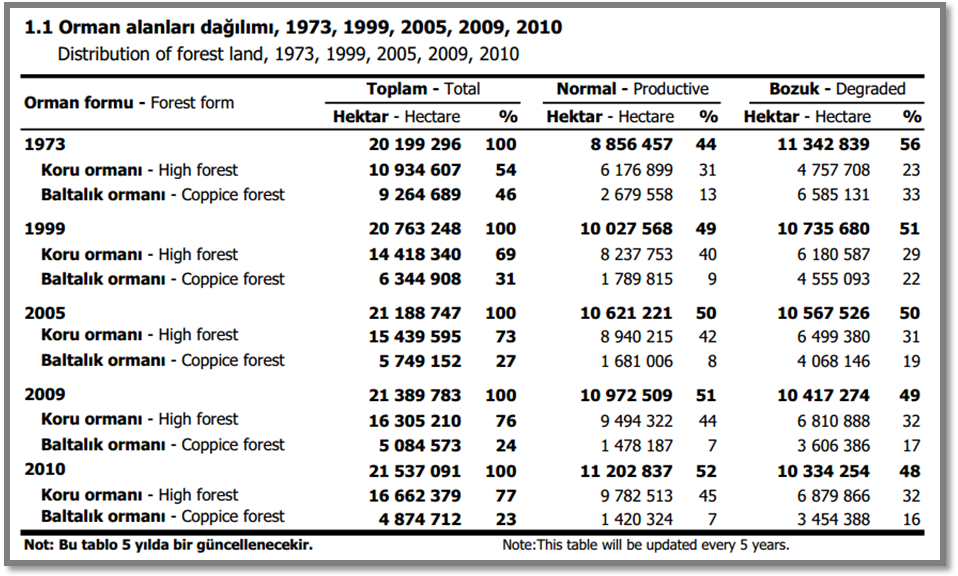 1.1 Orman alanları dağılımı, 1973, 1999, 2005, 2009, 2010
Distribution of forest land, 1973, 1999, 2005, 2009, 2010
Orman formu - Forest form Toplam - Total Normal - Productive Bozuk - Degraded
Hektar - Hectare % Hektar - Hectare % Hektar - Hectare %
1973 20 199 296 100 8 856 457 44 11 342 839 56
Koru ormanı - High forest 10 934 607 54 6 176 899 31 4 757 708 23
Baltalık ormanı - Coppice forest 9 264 689 46 2 679 558 13 6 585 131 33
1999 20 763 248 100 10 027 568 49 10 735 680 51
Koru ormanı - High forest 14 418 340 69 8 237 753 40 6 180 587 29
Baltalık ormanı - Coppice forest 6 344 908 31 1 789 815 9 4 555 093 22
2005 21 188 747 100 10 621 221 50 10 567 526 50
Koru ormanı - High forest 15 439 595 73 8 940 215 42 6 499 380 31
Baltalık ormanı - Coppice forest 5 749 152 27 1 681 006 8 4 068 146 19
2009 21 389 783 100 10 972 509 51 10 417 274 49
Koru ormanı - High forest 16 305 210 76 9 494 322 44 6 810 888 32
Baltalık ormanı - Coppice forest 5 084 573 24 1 478 187 7 3 606 386 17
2010 21 537 091 100 11 202 837 52 10 334 254 48
Koru ormanı - High forest 16 662 379 77 9 782 513 45 6 879 866 32
Baltalık ormanı - Coppice forest 4 874 712 23 1 420 324 7 3 454 388 16
Not: Bu tablo 5 yılda bir güncellenecekir. Note:This table will be updated every 5 years.